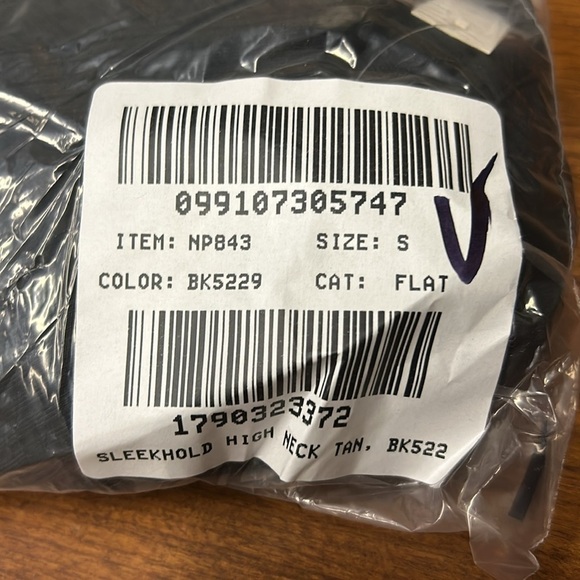 099107305747
ITEM: NP843 SIZE: S
COLOR: BK5229 CAT: FLAT
1790323372
SLEEKHOLD HIGH NECK TAN, BK522